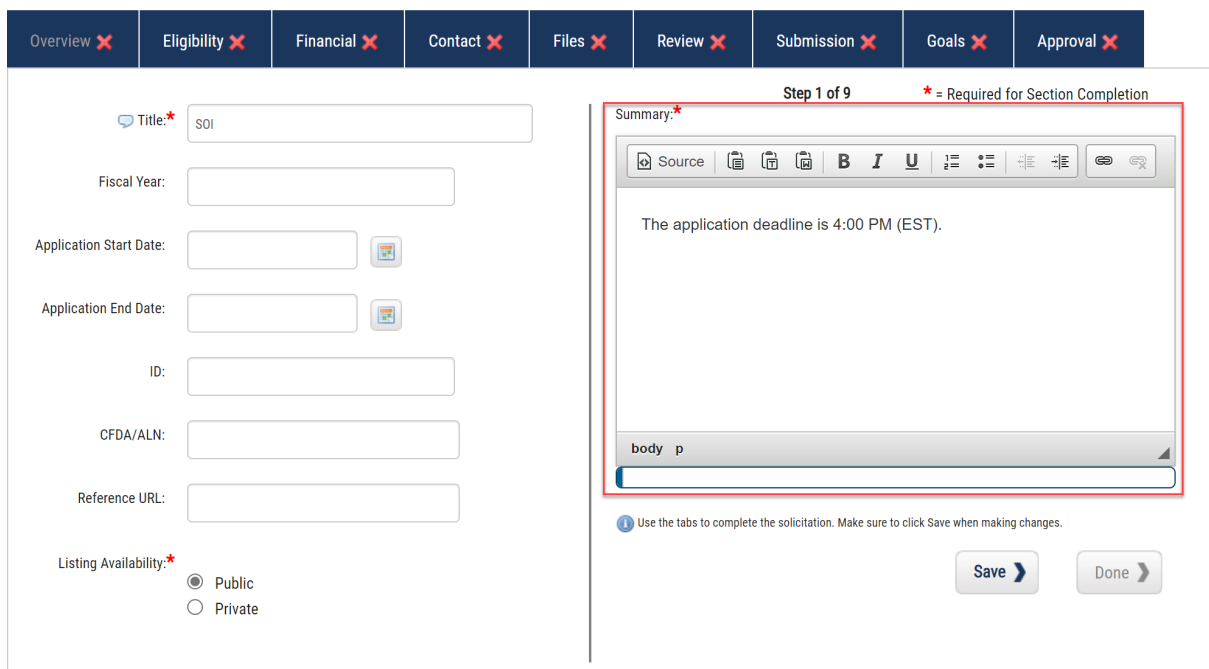 Overview Eligibility Financial Contact Files Review Submission Goals Approval
Step 1 of 9 * = Required for Section Completion
Title:* SOI
Fiscal Year:
Application Start Date:
Application End Date:
ID:
CFDA/ALN:
Reference URL:
Listing Availability:*
Public
Private
Summary:*
Source B I U
The application deadline is 4:00 PM (EST).
body p
Use the tabs to complete the solicitation. Make sure to click Save when making changes.
Save Done